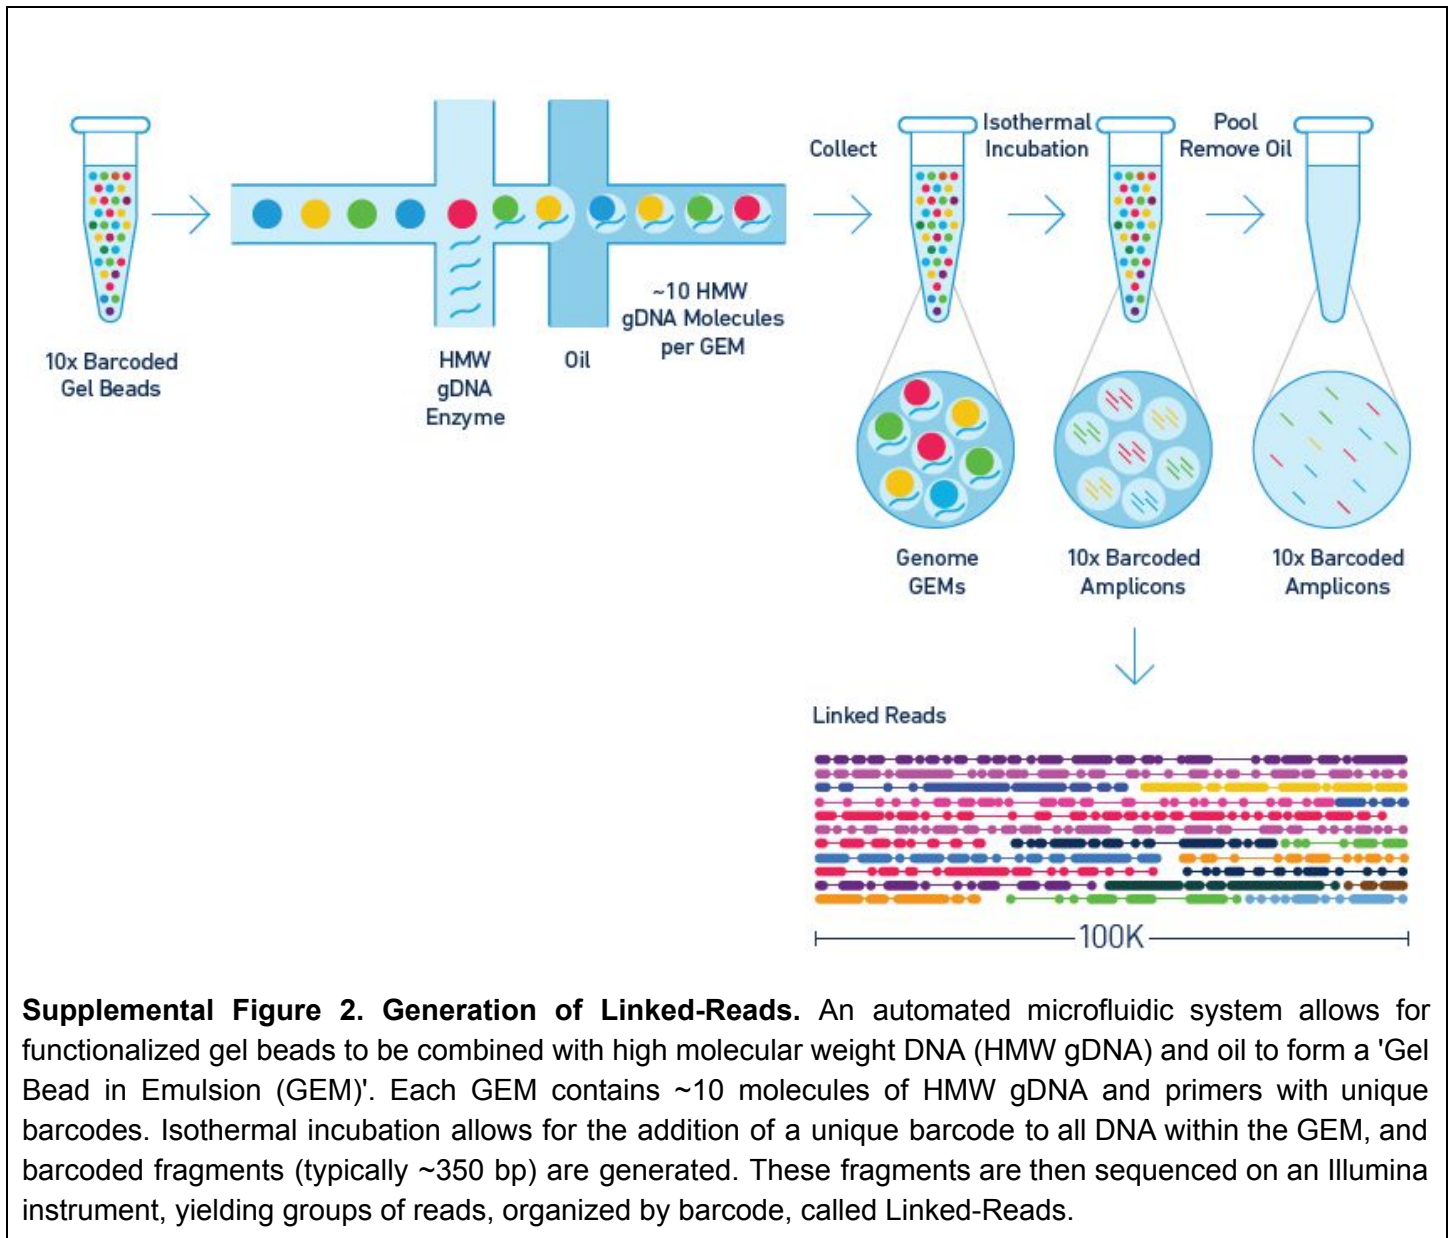 10x Barcoded
Gel Beads
HMW
gDNA
Enzyme
Oil
~10 HMW
gDNA Molecules
per GEM
Collect
Isothermal
Incubation
Pool
Remove Oil
Genome
GEMs
10x Barcoded
Amplicons
10x Barcoded
Amplicons
Linked Reads
100K
Supplemental Figure 2. Generation of Linked-Reads. An automated microfluidic system allows for
functionalized gel beads to be combined with high molecular weight DNA (HMW gDNA) and oil to form a 'Gel
Bead in Emulsion (GEM)'. Each GEM contains ~10 molecules of HMW gDNA and primers with unique
barcodes. Isothermal incubation allows for the addition of a unique barcode to all DNA within the GEM, and
barcoded fragments (typically ~350 bp) are generated. These fragments are then sequenced on an Illumina
instrument, yielding groups of reads, organized by barcode, called Linked-Reads.